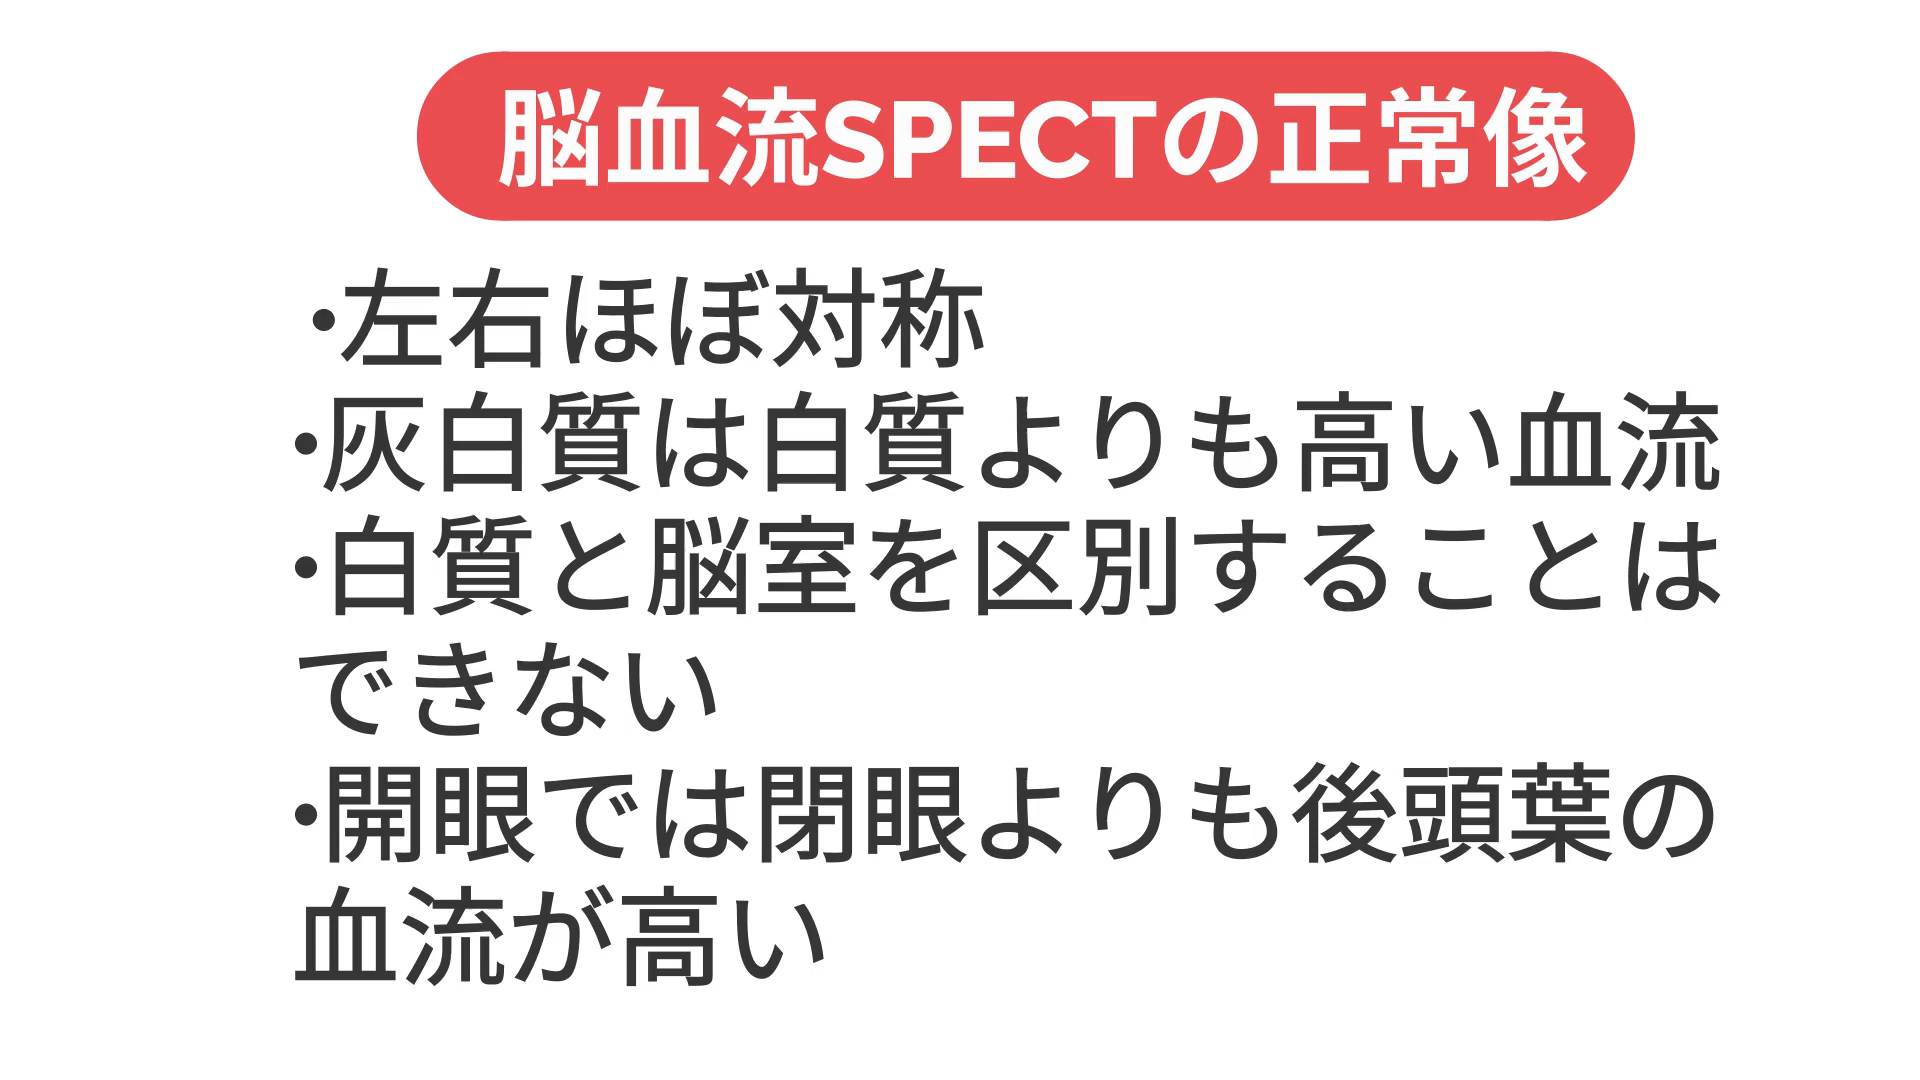 脳血流SPECTの正常像
・左右ほぼ対称
・灰白質は白質よりも高い血流
・白質と脳室を区別することは
できない
・開眼では閉眼よりも後頭葉の
血流が高い